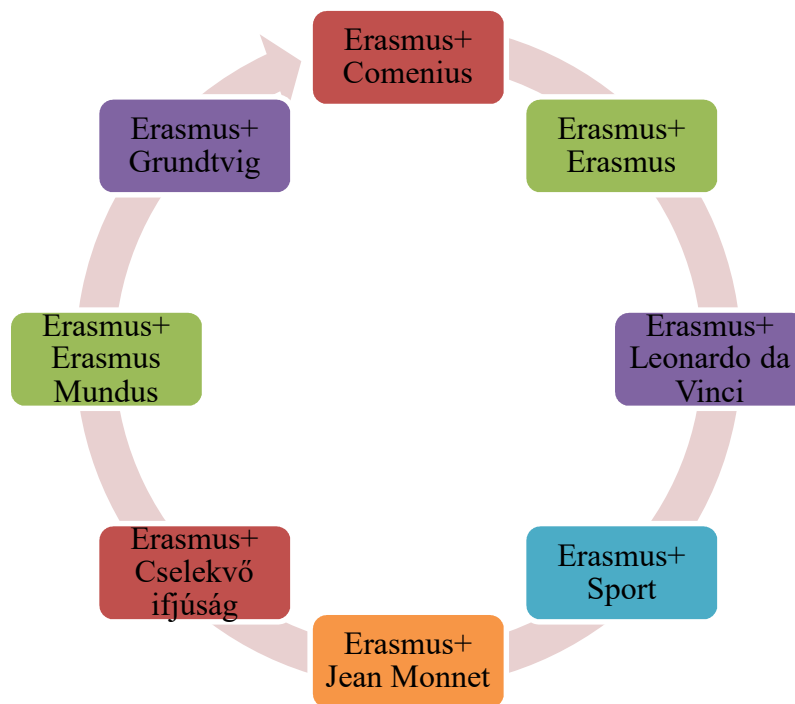 Erasmus+
Comenius
Erasmus+
Erasmus
Erasmus+
Leonardo da
Vinci
Erasmus+
Sport
Erasmus+
Jean Monnet
Erasmus+
Cselekvő
ifjúság
Erasmus+
Erasmus
Mundus
Erasmus+
Grundtvig